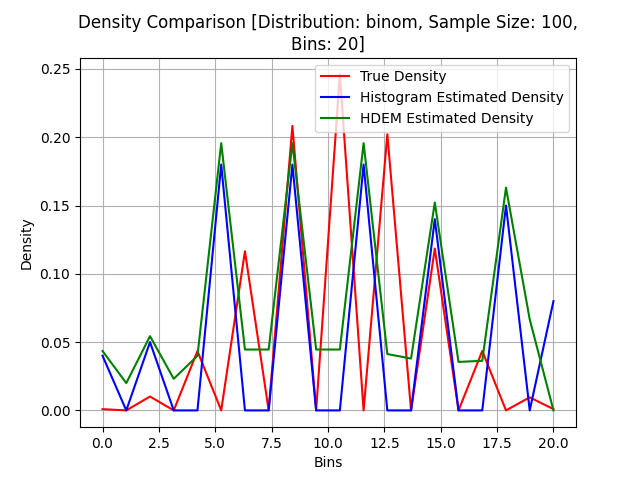 Density Comparison [Distribution: binom, Sample Size: 100,
Bins: 20]
True Density
Histogram Estimated Density
HDEM Estimated Density
Density
0.25
0.20
0.15
0.10
0.05
0.00
0.0 2.5 5.0 7.5 10.0 12.5 15.0 17.5 20.0
Bins